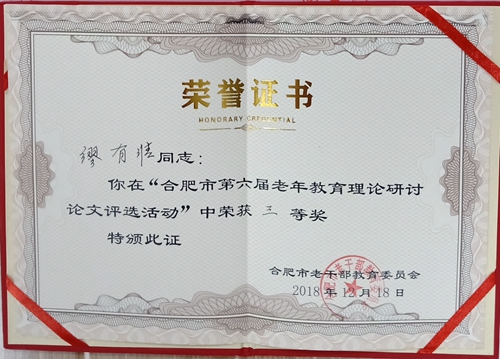 荣誉证书
HONORARY CREDENTIAL
缪有志同志：
你在“合肥市第六届老年教育理论研讨
论文评选活动”中荣获 三 等奖
特颁此证
合肥市老干部教育委员会
2018 年 12 月 18 日